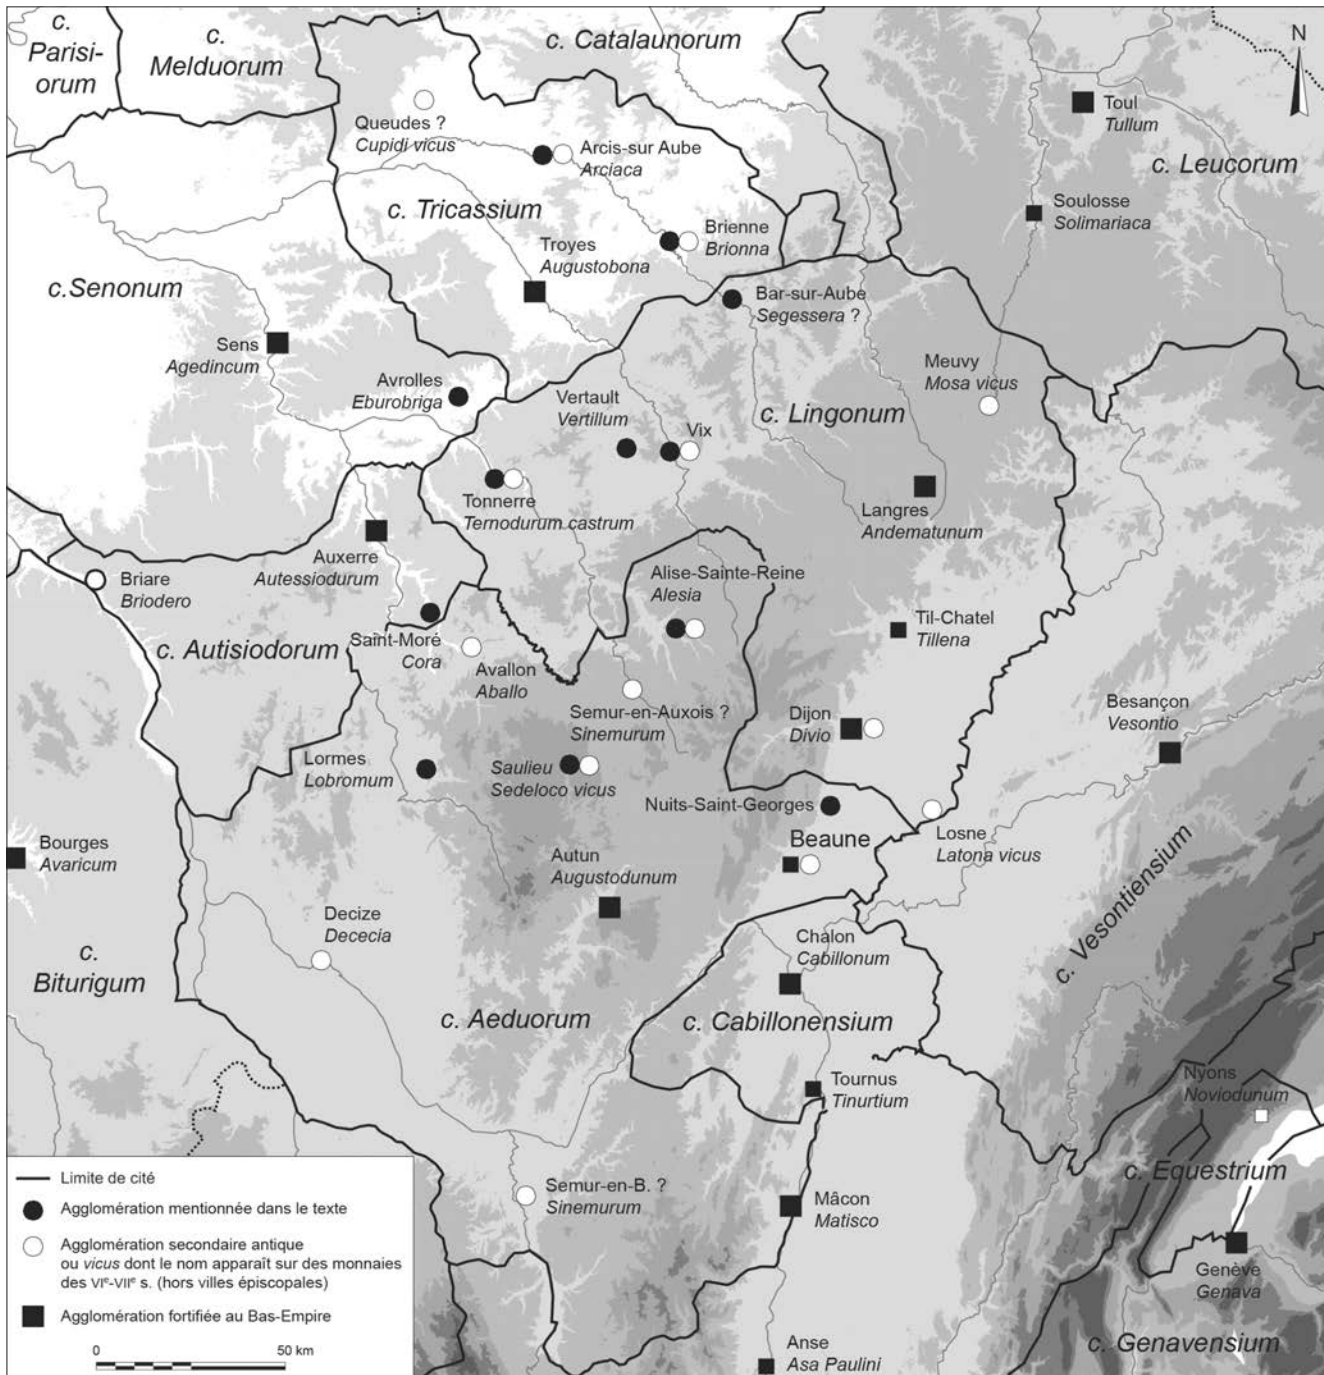 c.
Parisi-
orum
c.
Melduorum
c. Catalaunorum
N
Toul
Tullum
Queudes ?
Cupidi vicus
Arcis-sur Aube
Arciaca
c. Leucorum
c. Tricassium
Soulosse
Solimariaca
Brienne
Brionna
Troyes
Augustobona
c.Senonum
Bar-sur-Aube
Segessera ?
Sens
Agedincum
Meuvy
Mosa vicus
Avrolles
Eburobriga
Vertault
Vertillum
c. Lingonum
Vix
Tonnerre
Ternodurum castrum
Langres
Andematunum
Auxerre
Autessiodurum
Briare
Briodero
Alise-Sainte-Reine
Alesia
Til-Chatel
Tillena
Saint-Moré
Cora
c. Autisiodorum
Avallon
Aballo
Semur-en-Auxois ?
Sinemurum
Dijon
Divio
Besançon
Vesontio
Lormes
Lobromum
Saulieu
Sedeloco vicus
Nuits-Saint-Georges
Beaune
Losne
Latona vicus
Bourges
Avaricum
Autun
Augustodunum
c. Vesontiensium
Decize
Dececia
Chalon
Cabillonum
c.
Biturigum
c. Aeduorum
c. Cabillonensium
Tournus
Tinurtium
Nyons
Noviodunum
c. Equestrium
Semur-en-B. ?
Sinemurum
Mâcon
Matisco
Genève
Genava
c. Genavensium
Anse
Asa Paulini
Limite de cité
Agglomération mentionnée dans le texte
Agglomération secondaire antique
ou vicus dont le nom apparaît sur des monnaies
des VIe-VIIe s. (hors villes épiscopales)
Agglomération fortifiée au Bas-Empire
0 50 km